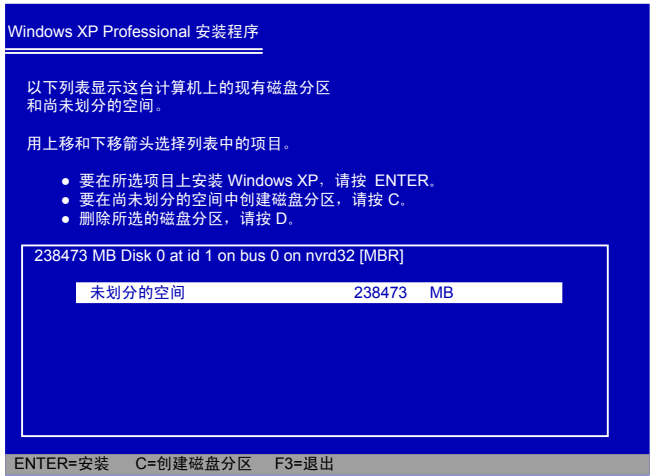 Windows XP Professional 安装程序
以下列表显示这台计算机上的现有磁盘分区
和尚未划分的空间。
用上移和下移箭头选择列表中的项目。
● 要在所选项目上安装 Windows XP，请按 ENTER。
● 要在尚未划分的空间中创建磁盘分区，请按 C。
● 删除所选的磁盘分区，请按 D。
238473 MB Disk 0 at id 1 on bus 0 on nvrd32 [MBR]
未划分的空间 238473 MB
ENTER=安装 C=创建磁盘分区 F3=退出